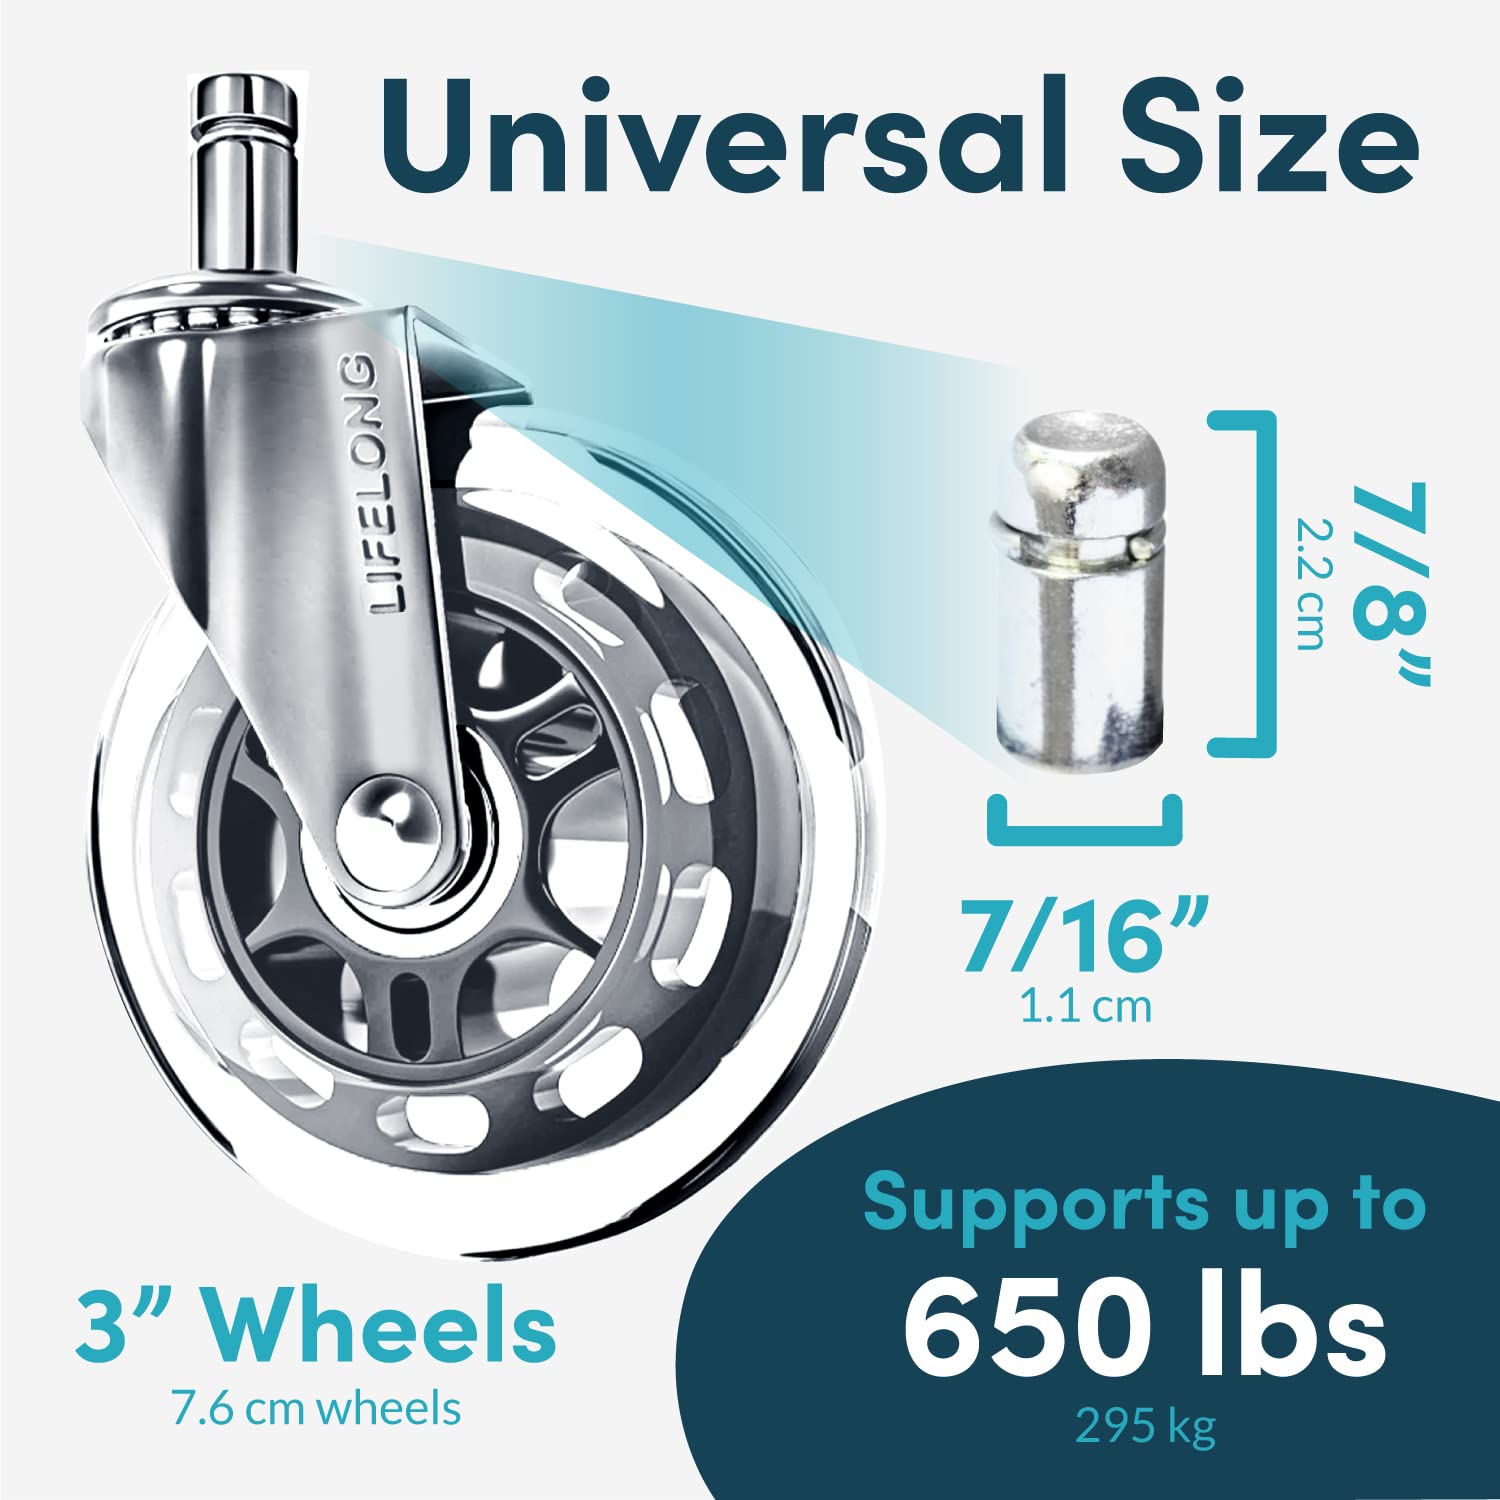 Universal Size
LIFELONG
7/8”
2.2 cm
7/16”
1.1 cm
Supports up to
650 lbs
295 kg
3” Wheels
7.6 cm wheels